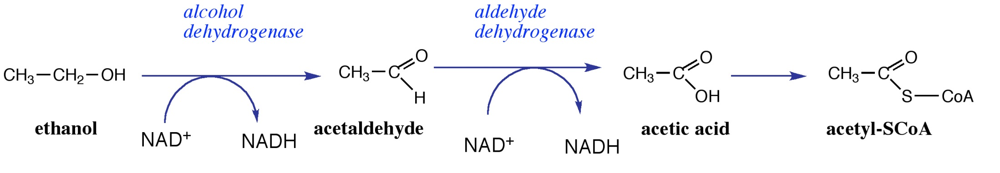 alcohol
dehydrogenase
aldehyde
dehydrogenase
CH₃—CH₂—OH
CH₃—C
O
H
CH₃—C
O
OH
CH₃—C
O
S—CoA
ethanol
NAD⁺
NADH
acetaldehyde
NAD⁺
NADH
acetic acid
acetyl-SCoA